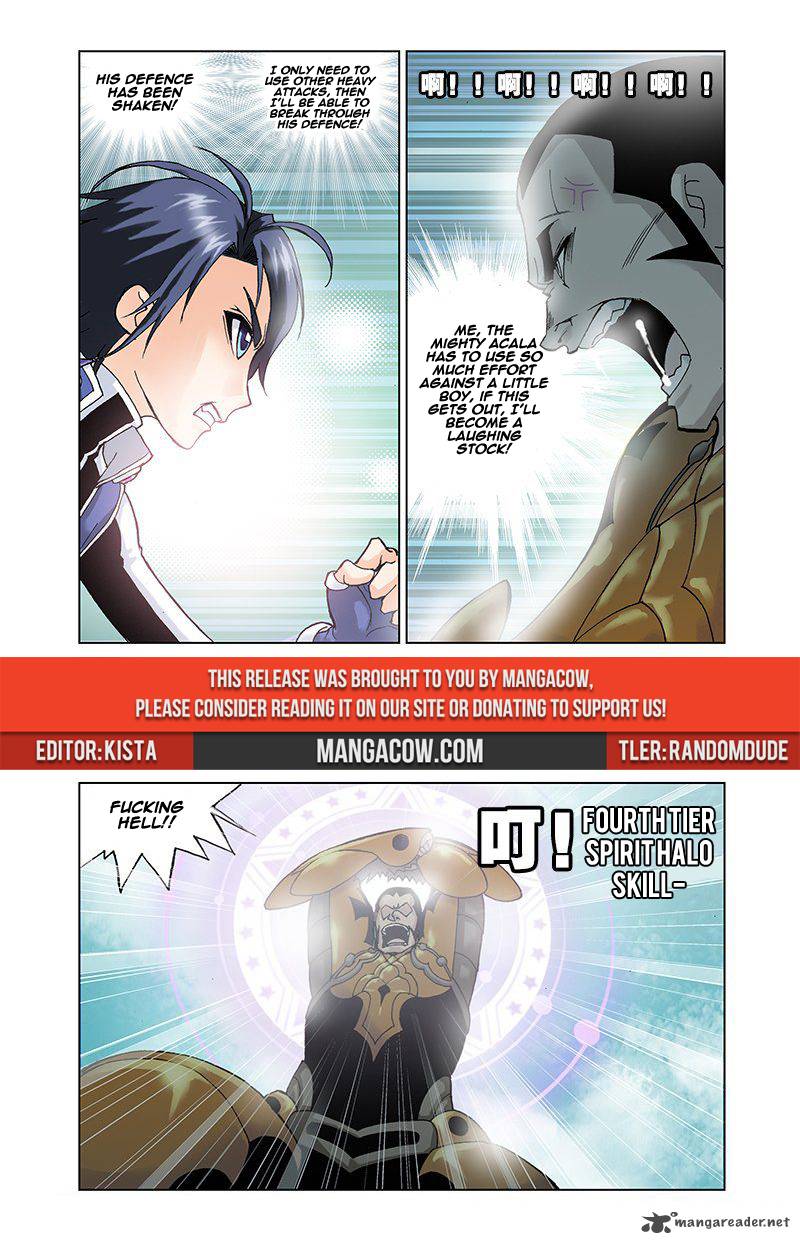 HIS DEFENCE
HAS BEEN
SHAKEN!
I ONLY NEED TO
USE OTHER HEAVY
ATTACKS, THEN
I'LL BE ABLE TO
BREAK THROUGH
HIS DEFENCE!
啊!!啊!!啊!!啊!!
ME, THE
MIGHTY ACALA
HAS TO USE SO
MUCH EFFORT
AGAINST A LITTLE
BOY, IF THIS
GETS OUT, I'LL
BECOME A
LAUGHING
STOCK!
THIS RELEASE WAS BROUGHT TO YOU BY MANGACOW,
PLEASE CONSIDER READING IT ON OUR SITE OR DONATING TO SUPPORT US!
EDITOR: KISTA
MANGACOW.COM
TLER: RANDOMDUDE
FUCKING
HELL!!
叮!
FOURTH TIER
SPIRIT HALO
SKILL-
mangareader.net